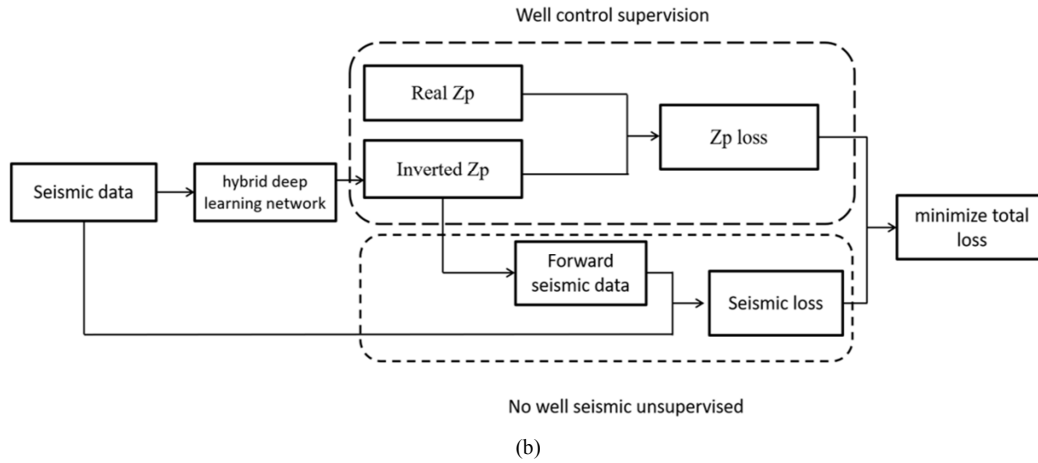 Well control supervision
Real Zp
Zp loss
Inverted Zp
Seismic data
hybrid deep
learning network
minimize total
loss
Forward
seismic data
Seismic loss
No well seismic unsupervised
(b)